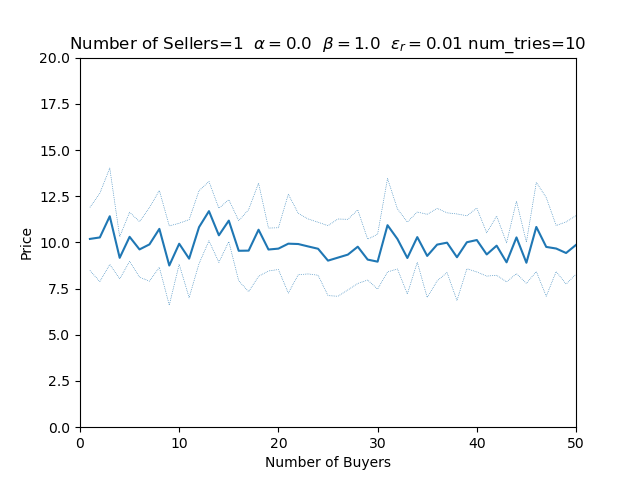 Number of Sellers=1 α = 0.0 β = 1.0 ε_r = 0.01 num_tries=10
20.0
17.5
15.0
12.5
10.0
7.5
5.0
2.5
0.0
Price
0 10 20 30 40 50
Number of Buyers